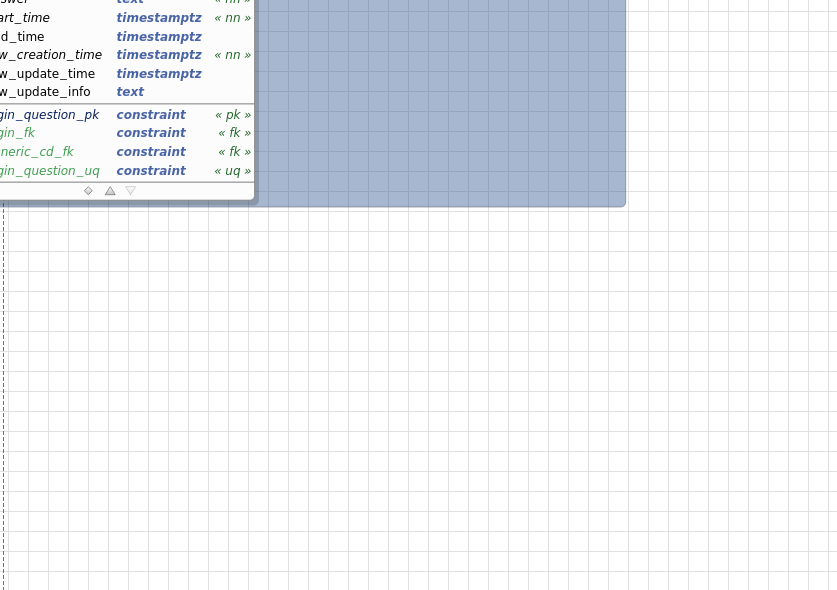 text « nn »
art_time timestamptz « nn »
d_time timestamptz
w_creation_time timestamptz « nn »
w_update_time timestamptz
w_update_info text
gin_question_pk constraint « pk »
gin_fk constraint « fk »
neric_cd_fk constraint « fk »
gin_question_uq constraint « uq »